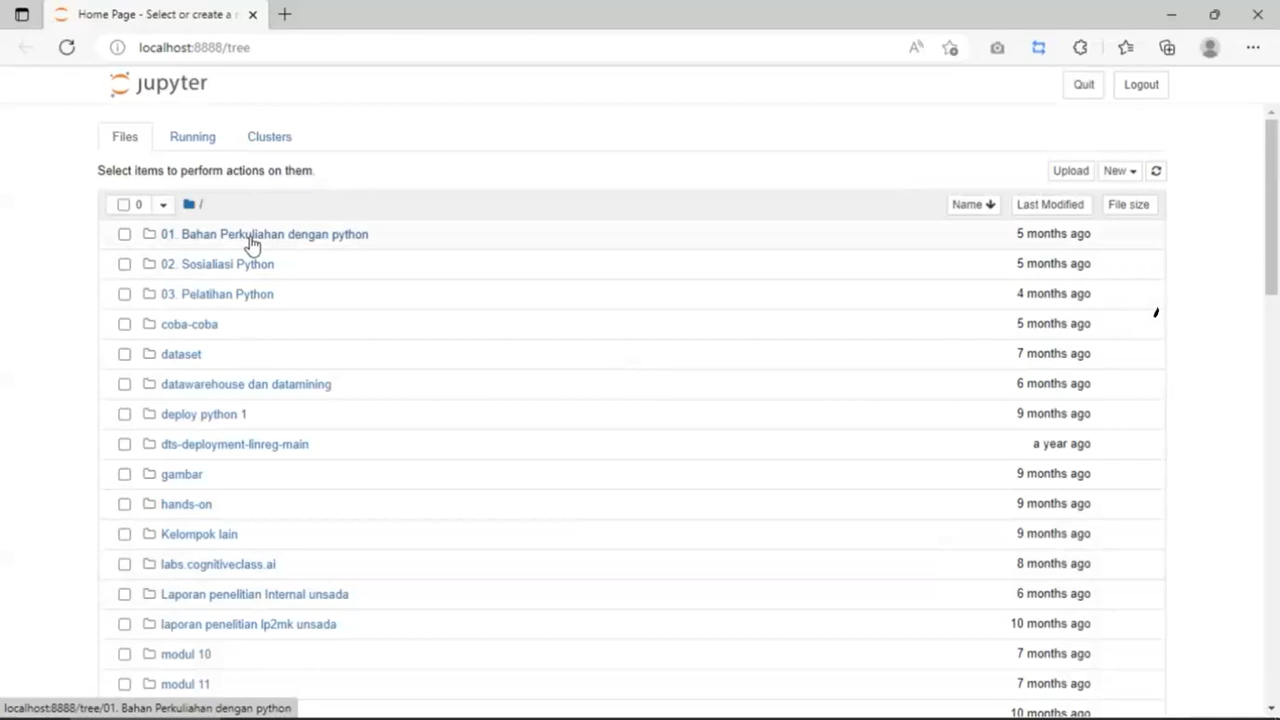 Home Page - Select or create a n
localhost:8888/tree
jupyter
Quit
Logout
Files
Running
Clusters
Select items to perform actions on them.
Upload
New
0
/
Name
Last Modified
File size
01. Bahan Perkuliahan dengan python
5 months ago
02. Sosialiasi Python
5 months ago
03. Pelatihan Python
4 months ago
coba-coba
5 months ago
dataset
7 months ago
datawarehouse dan datamining
6 months ago
deploy python 1
9 months ago
dts-deployment-linreg-main
a year ago
gambar
9 months ago
hands-on
9 months ago
Kelompok lain
9 months ago
labs.cognitiveclass.ai
8 months ago
Laporan penelitian Internal unsada
6 months ago
laporan penelitian lp2mk unsada
10 months ago
modul 10
7 months ago
modul 11
7 months ago
10 months ago
localhost:8888/tree/01. Bahan Perkuliahan dengan python